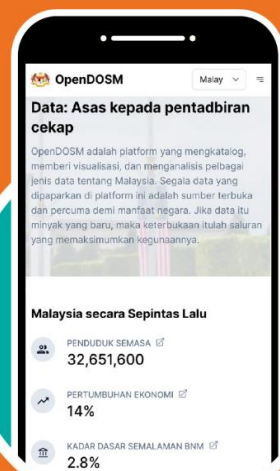 OpenDOSM
Malay
Data: Asas kepada pentadbiran
cekap
OpenDOSM adalah platform yang mengkatalog,
memberi visualisasi, dan menganalisis pelbagai
jenis data tentang Malaysia. Segala data yang
dipaparkan di platform ini adalah sumber terbuka
dan percuma demi manfaat negara. Jika data itu
minyak yang baru, maka keterbukaan itulah saluran
yang memaksimumkan kegunaannya.
Malaysia secara Sepintas Lalu
PENDUDUK SEMASA
32,651,600
PERTUMBUHAN EKONOMI
14%
KADAR DASAR SEMALAMAN BNM
2.8%